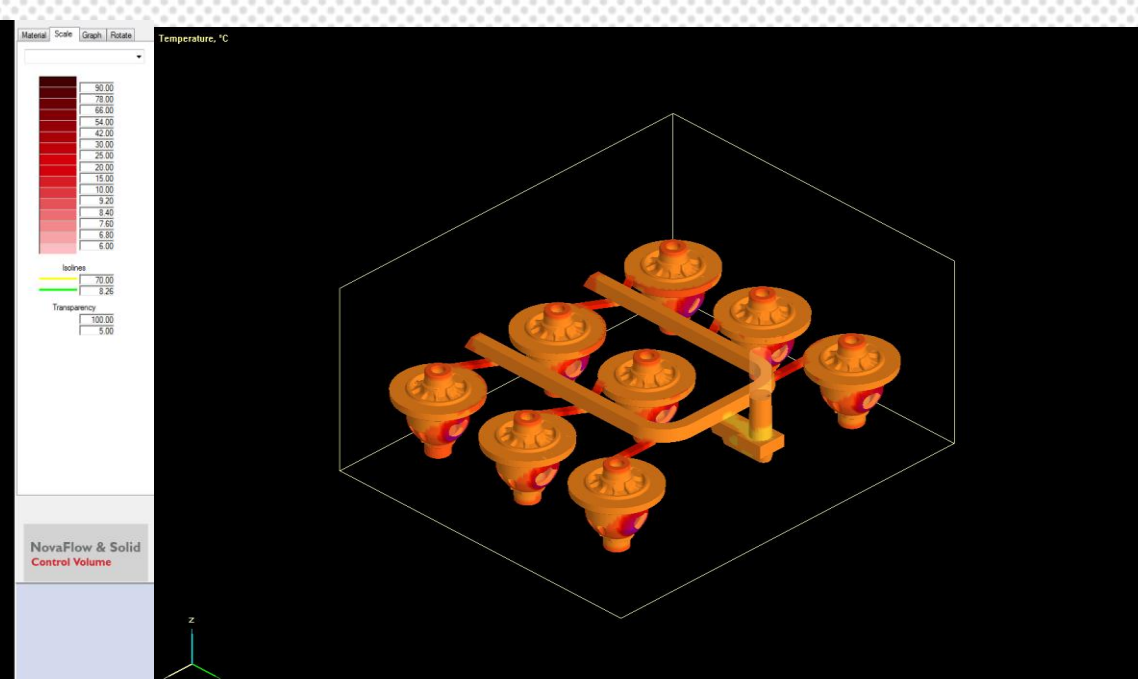 Material Scale Graph Rotate
Temperature, °C
90.00
78.00
66.00
54.00
42.00
30.00
25.00
20.00
15.00
10.00
9.20
8.40
7.60
6.80
6.00
Isolines
70.00
8.26
Transparency
100.00
5.00
NovaFlow & Solid
Control Volume
z